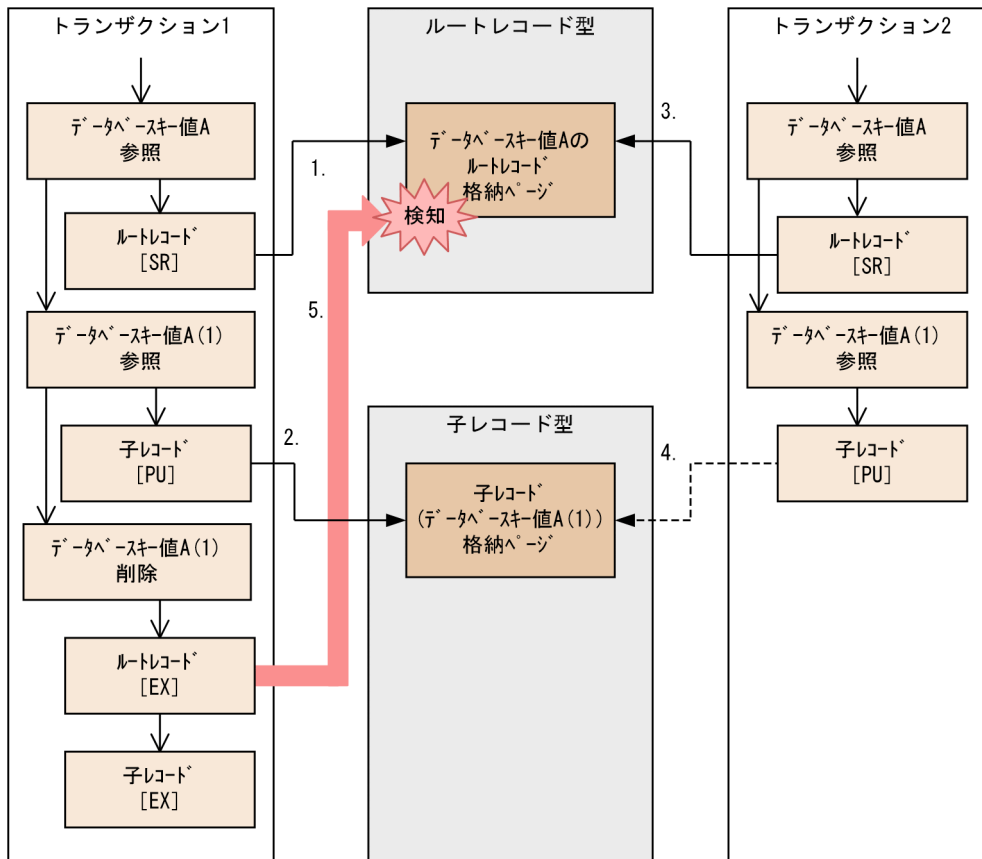 トランザクション1
データベースキー値A
参照
ルートレコード
[SR]
データベースキー値A(1)
参照
子レコード
[PU]
データベースキー値A(1)
削除
ルートレコード
[EX]
子レコード
[EX]
1.
2.
5.
ルートレコード型
データベースキー値Aの
ルートレコード
格納ページ
検知
子レコード型
子レコード
(データベースキー値A(1))
格納ページ
3.
4.
トランザクション2
データベースキー値A
参照
ルートレコード
[SR]
データベースキー値A(1)
参照
子レコード
[PU]